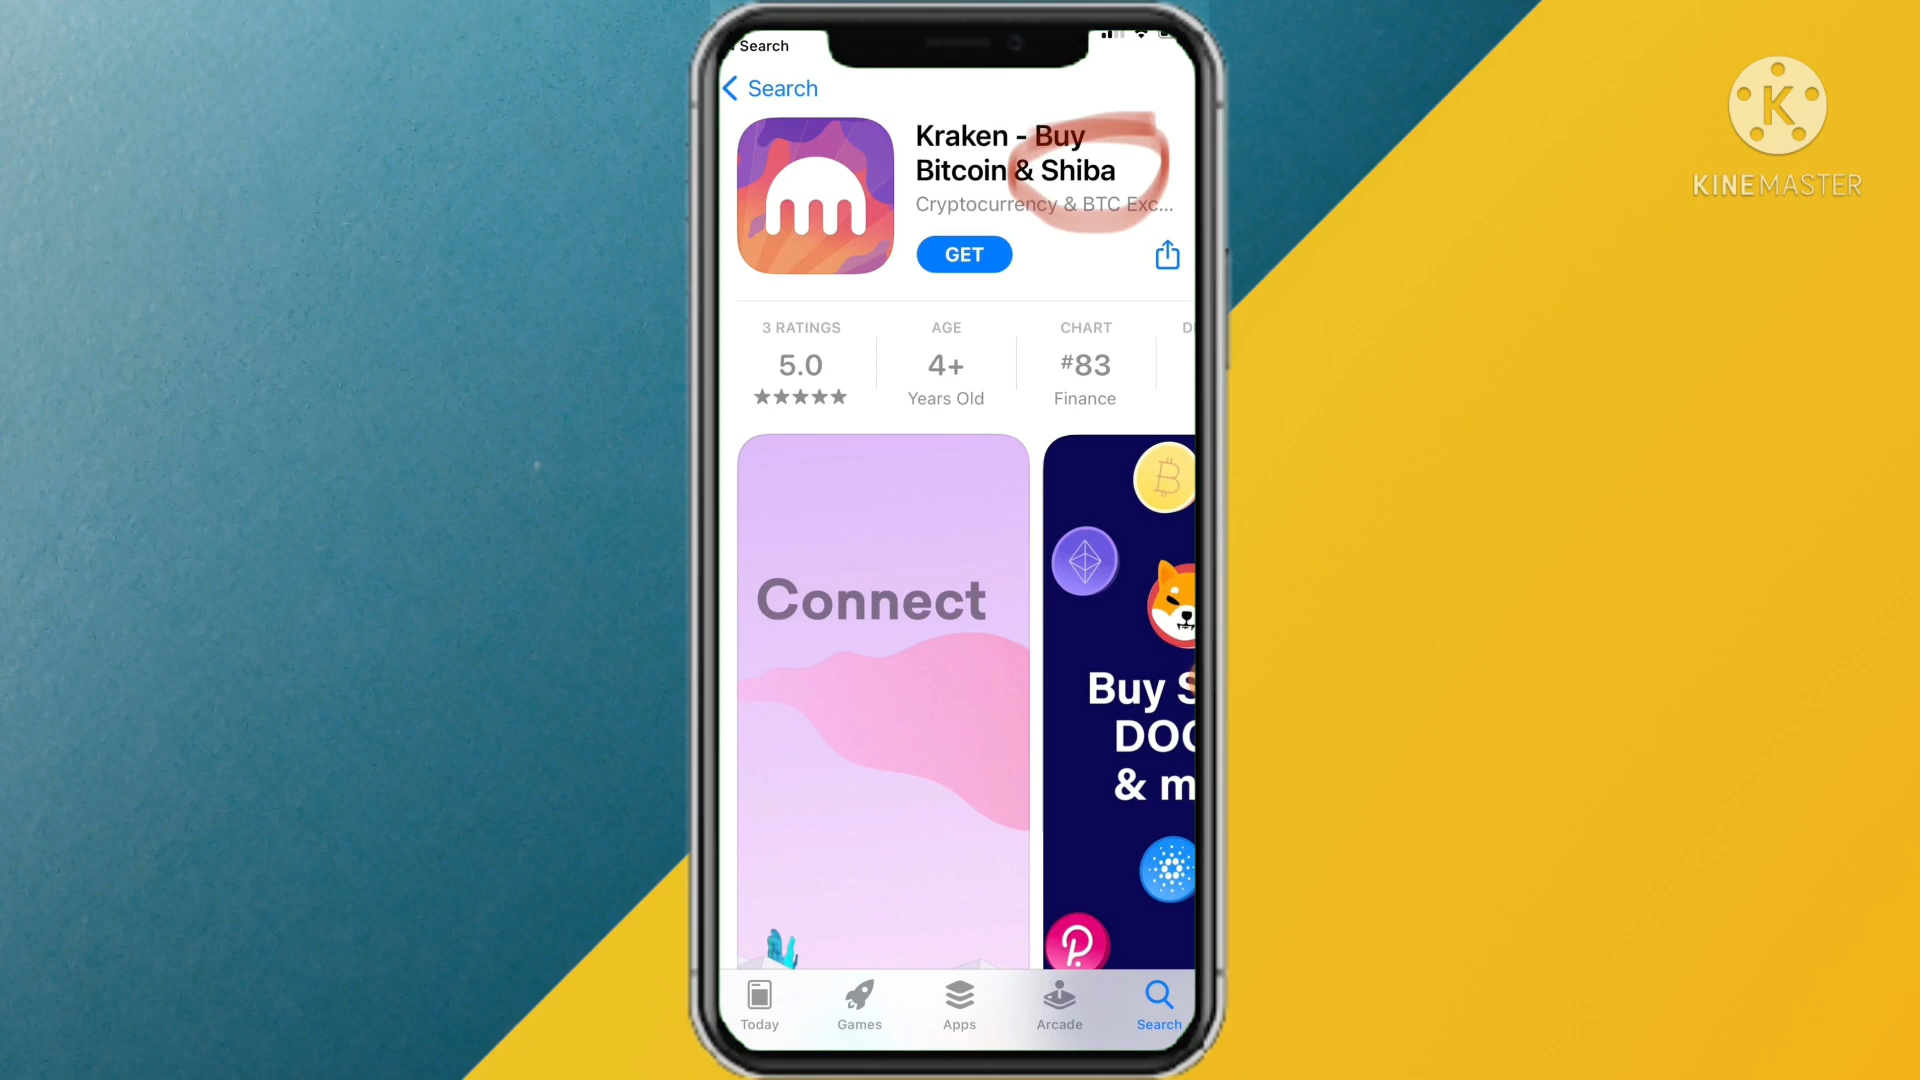 Search
Search
Kraken - Buy
Bitcoin & Shiba
Cryptocurrency & BTC Exc...
GET
3 RATINGS
AGE
CHART
5.0
4+
#83
Years Old
Finance
Connect
Buy S
DOG
& m
Today
Games
Apps
Arcade
Search
K
KINEMASTER